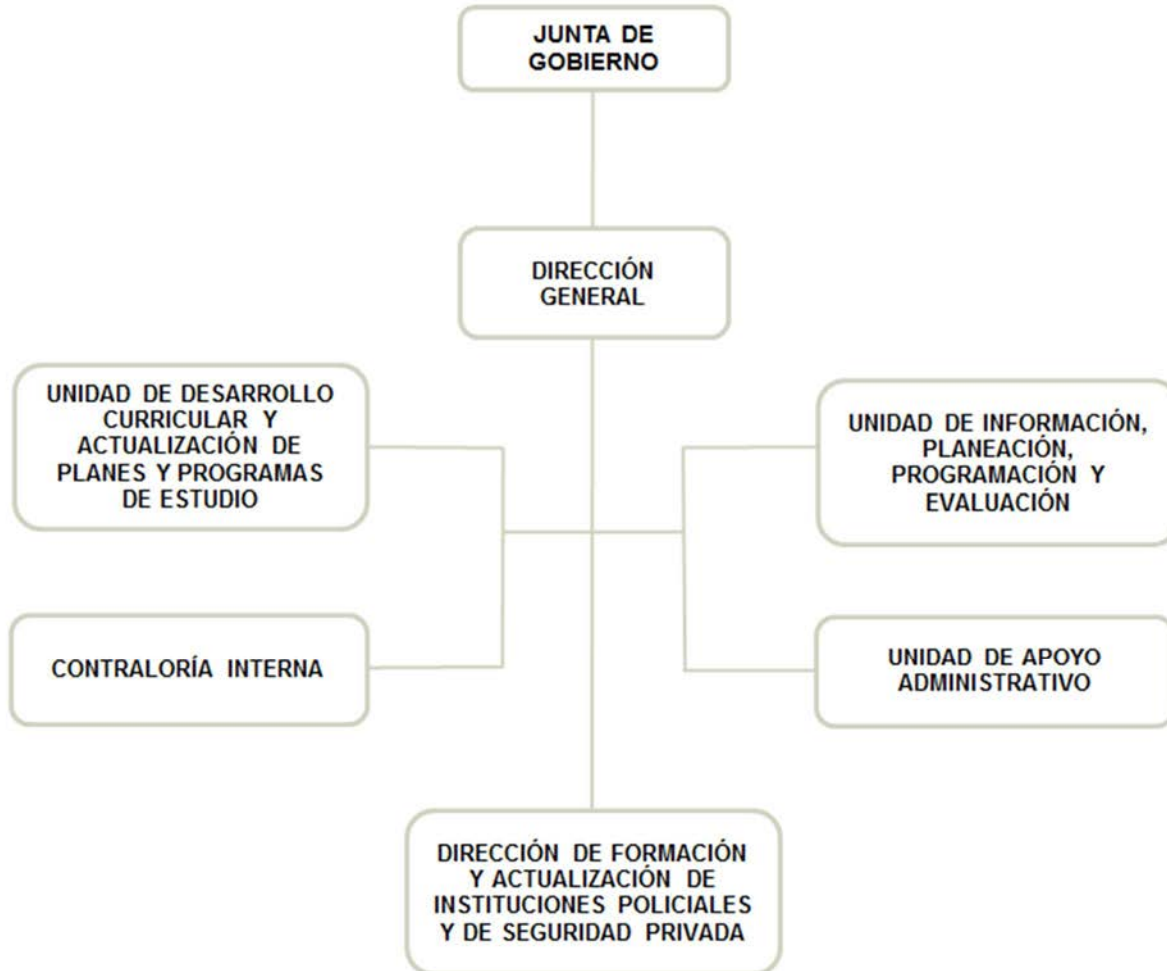 JUNTA DE
GOBIERNO
DIRECCIÓN
GENERAL
UNIDAD DE DESARROLLO
CURRICULAR Y
ACTUALIZACIÓN DE
PLANES Y PROGRAMAS
DE ESTUDIO
UNIDAD DE INFORMACIÓN,
PLANEACIÓN,
PROGRAMACIÓN Y
EVALUACIÓN
CONTRALORÍA INTERNA
UNIDAD DE APOYO
ADMINISTRATIVO
DIRECCIÓN DE FORMACIÓN
Y ACTUALIZACIÓN DE
INSTITUCIONES POLICIALES
Y DE SEGURIDAD PRIVADA